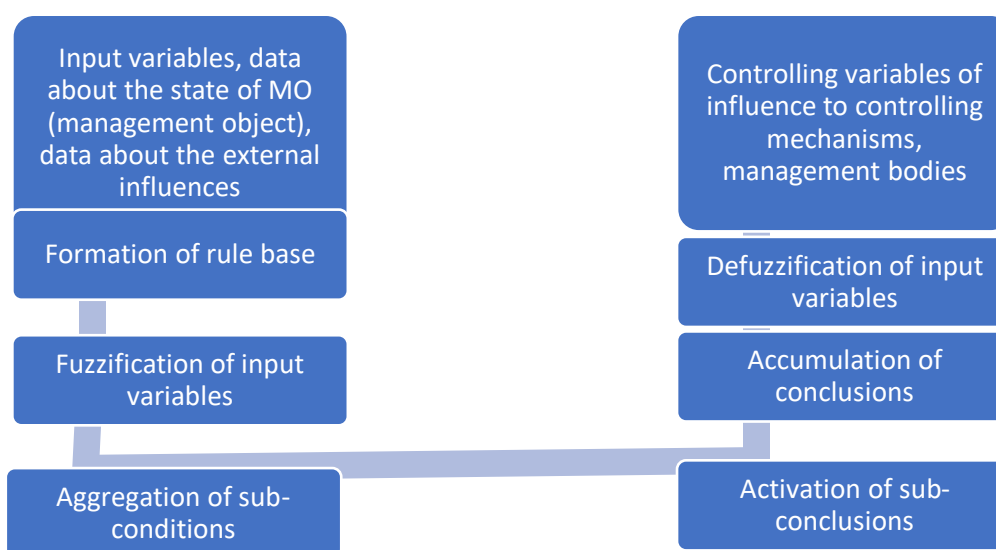 Input variables, data
about the state of MO
(management object),
data about the external
influences
Formation of rule base
Fuzzification of input
variables
Aggregation of sub-
conditions
Controlling variables of
influence to controlling
mechanisms,
management bodies
Defuzzification of input
variables
Accumulation of
conclusions
Activation of sub-
conclusions